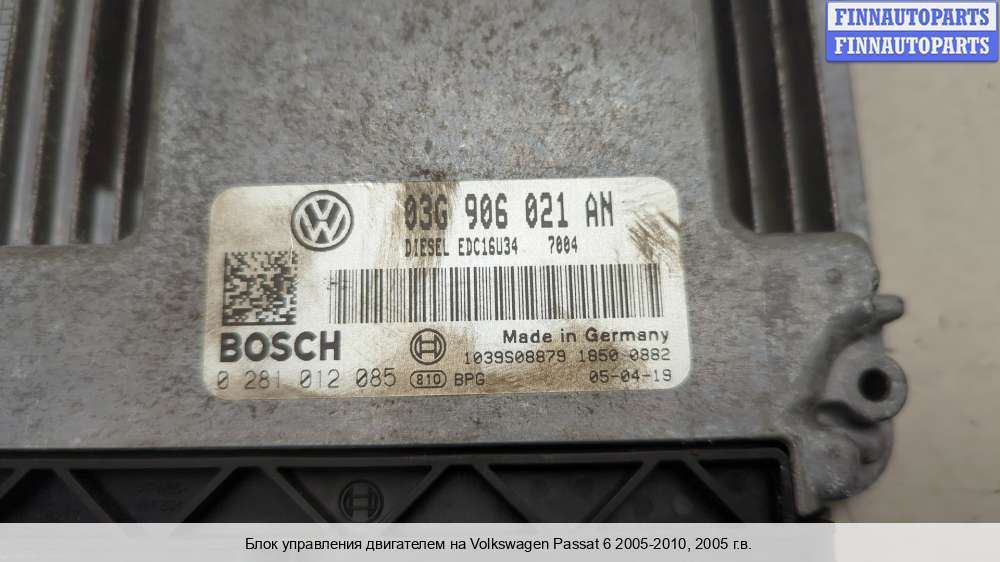 FINNAUTOPARTS
FINNAUTOPARTS
03G 906 021 AN
DIESEL EDC16U34 7004
BOSCH
Made in Germany
1039S08879 1850 0882
0 281 012 085 810 BPG 05-04-19
Блок управления двигателем на Volkswagen Passat 6 2005-2010, 2005 г.в.